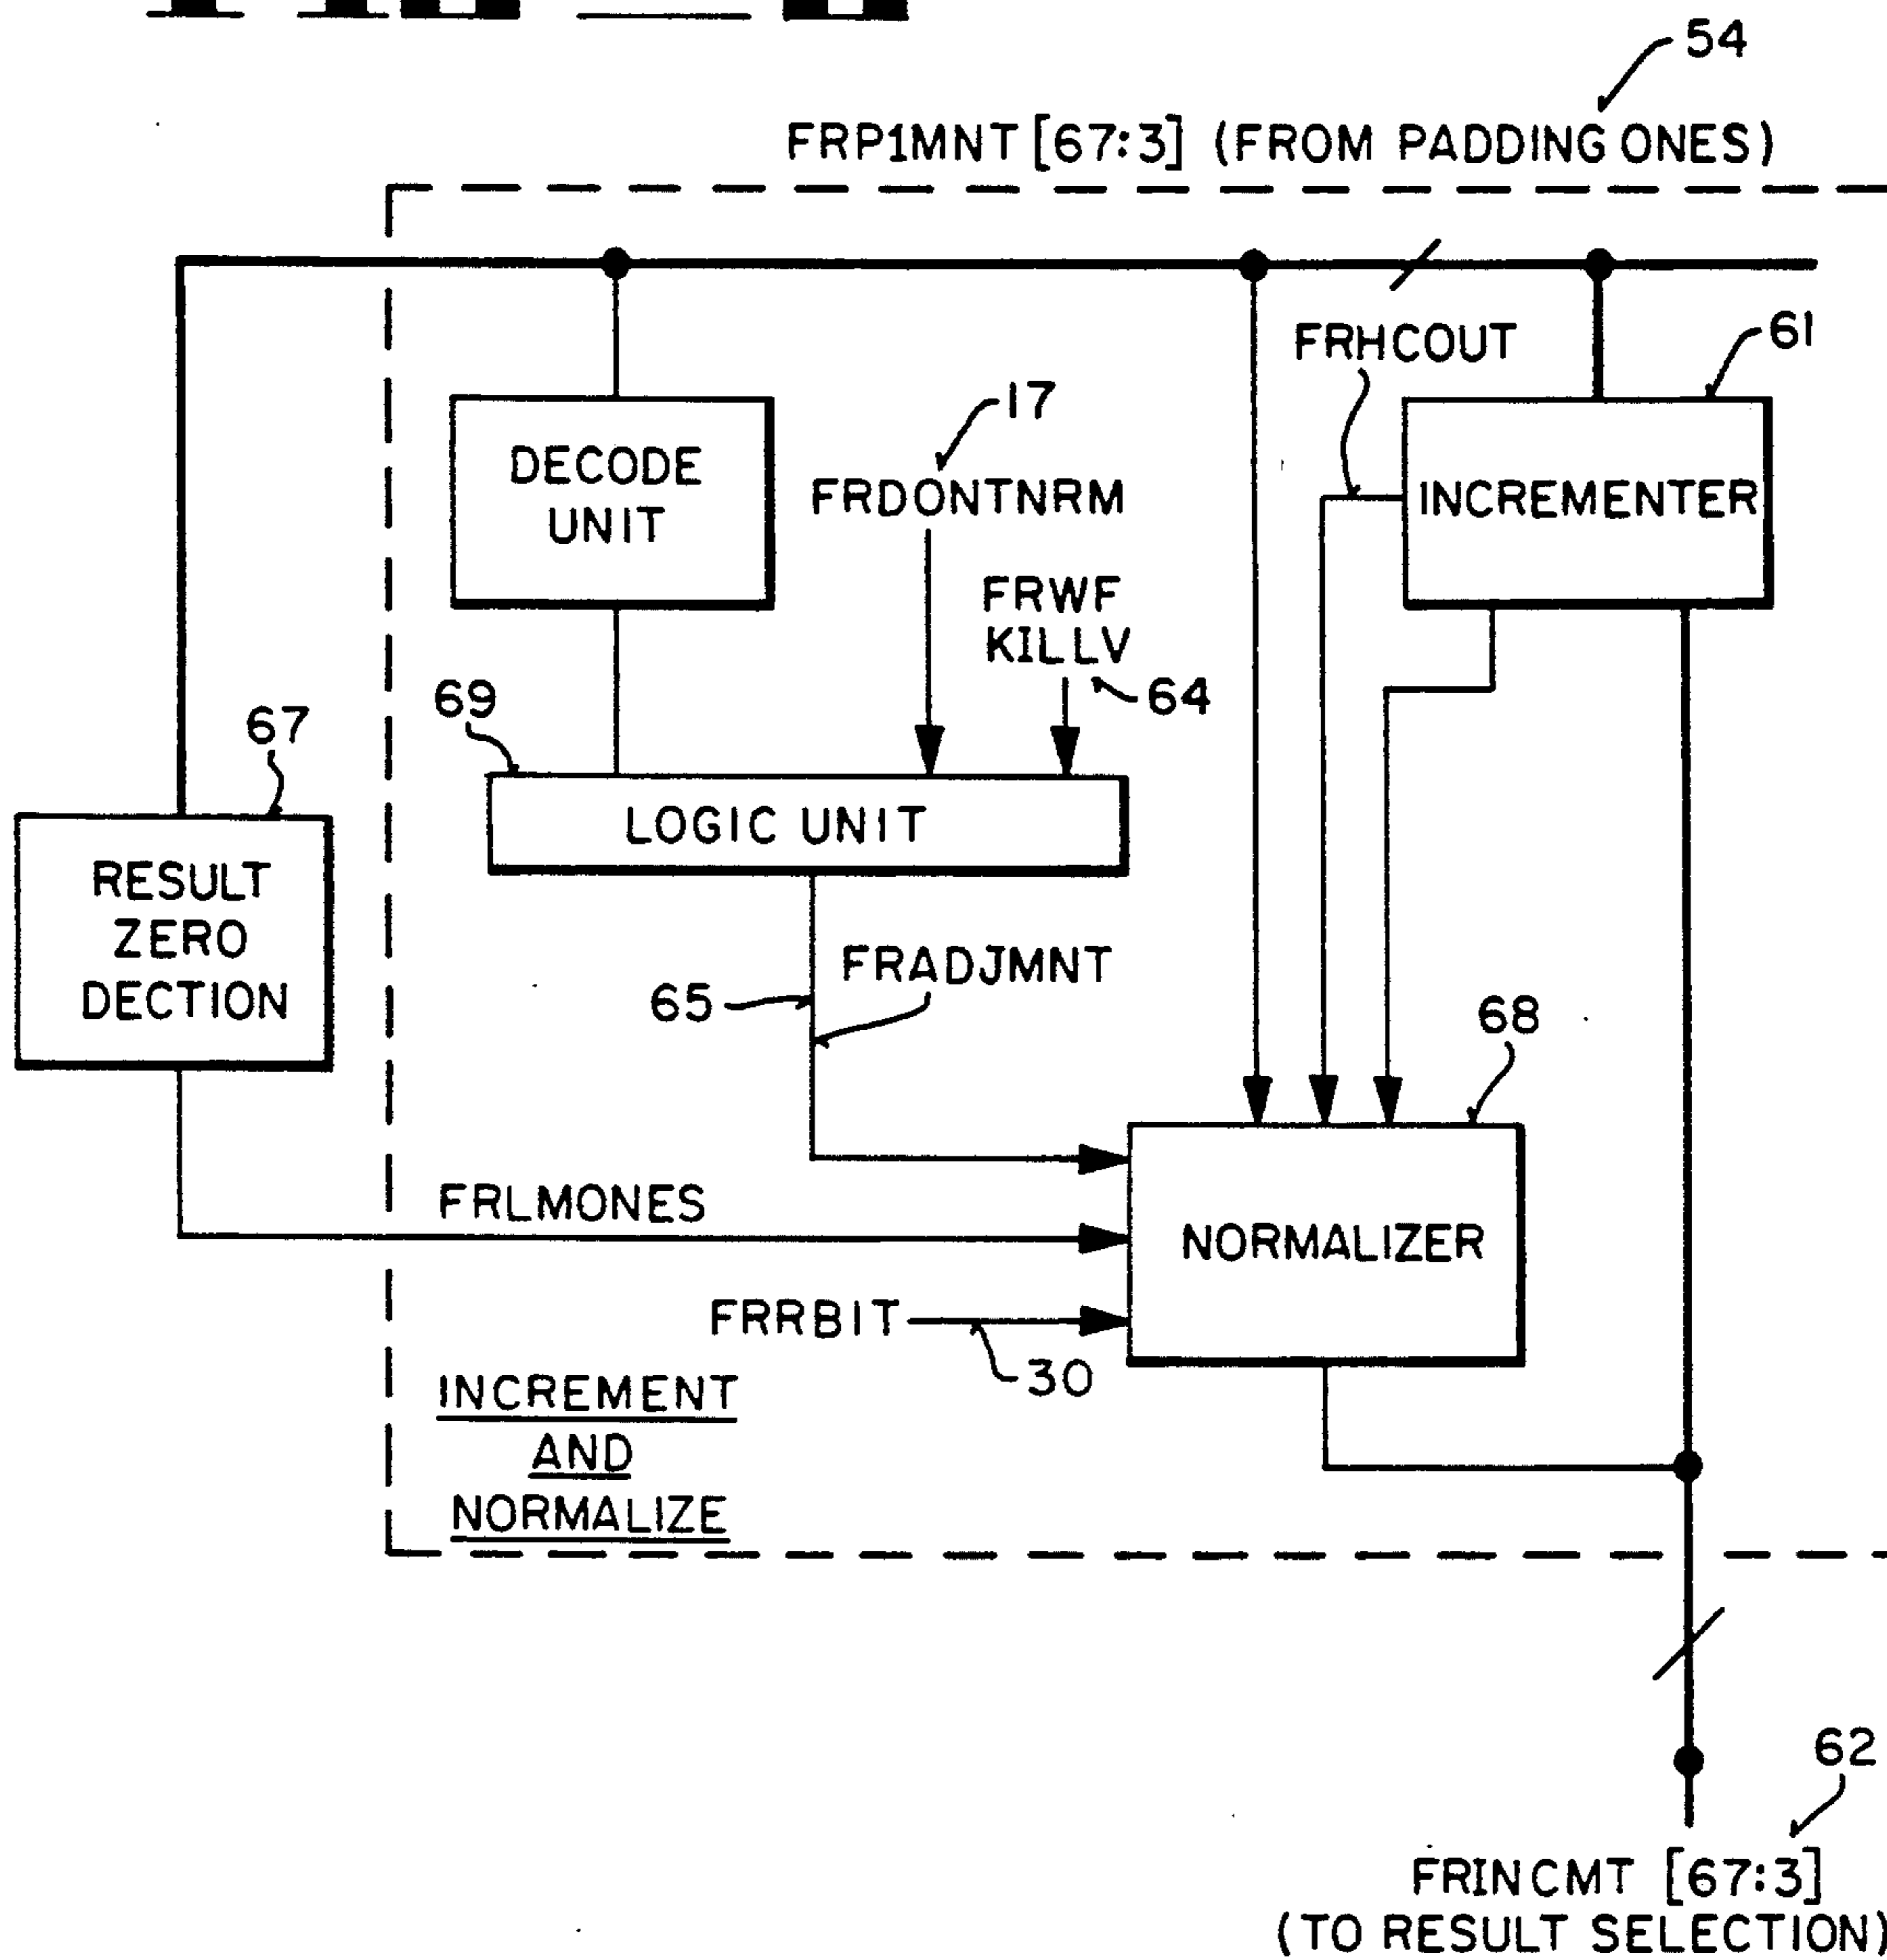 54
FRP1MNT [67:3] (FROM PADDING ONES)
FRHCOUT
61
17
DECODE
UNIT
FRDONTNRM
INCREMENTER
FRWF
KILLV
64
69
67
LOGIC UNIT
RESULT
ZERO
DECTION
FRADJMNT
65
68
FRLMONES
NORMALIZER
FRRBIT
30
INCREMENT
AND
NORMALIZE
62
FRINCMT [67:3]
(TO RESULT SELECTION)